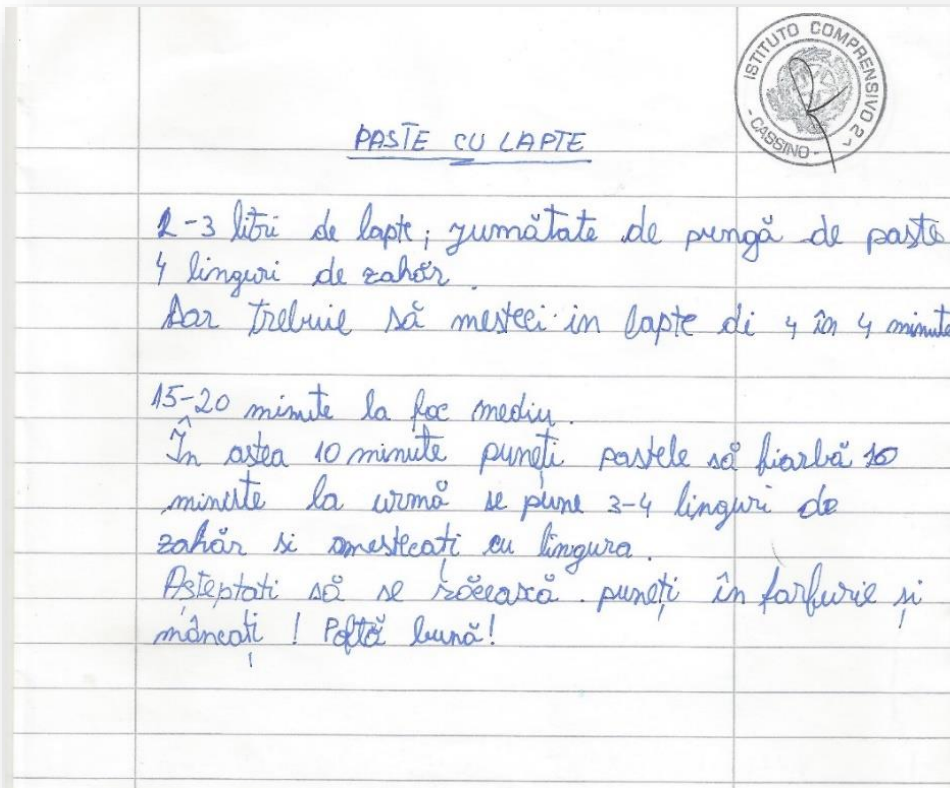 ISTITUTO COMPRENSIVO 2^
- CASSINO -
PASTE CU LAPTE
2-3 litri de lapte, jumătate de pungă de paste
4 linguri de zahăr.
Dar trebuie să mesteci in lapte di 4 în 4 minute
15-20 minute la foc mediu.
În astea 10 minute puneți pastele să fiarbă 10
minute la urmă se pune 3-4 linguri de
zahăr si amestecați cu lingura.
Așteptati să se răcească. puneți în farfurie și
mâncați! Poftă bună!